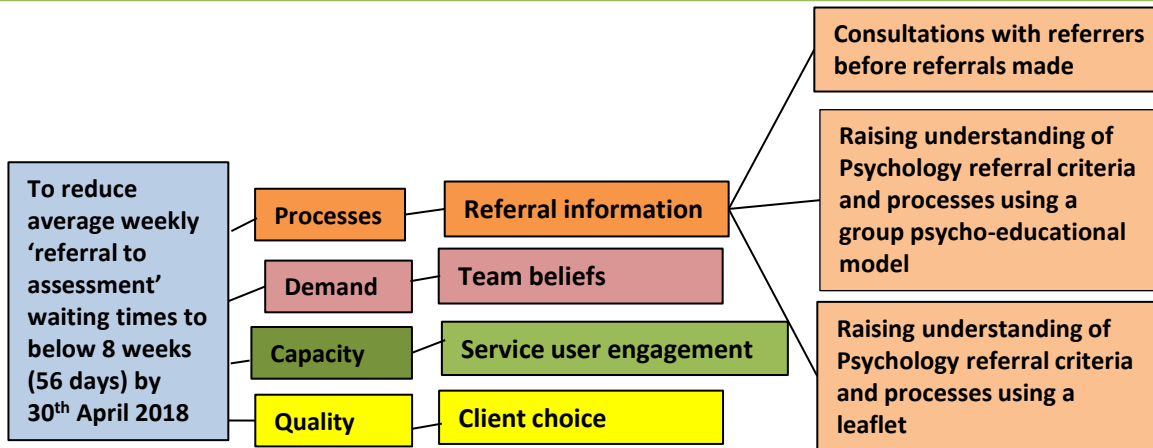 To reduce
average weekly
‘referral to
assessment’
waiting times to
below 8 weeks
(56 days) by
30th April 2018
Processes
Demand
Capacity
Quality
Referral information
Team beliefs
Service user engagement
Client choice
Consultations with referrers
before referrals made
Raising understanding of
Psychology referral criteria
and processes using a
group psycho-educational
model
Raising understanding of
Psychology referral criteria
and processes using a
leaflet